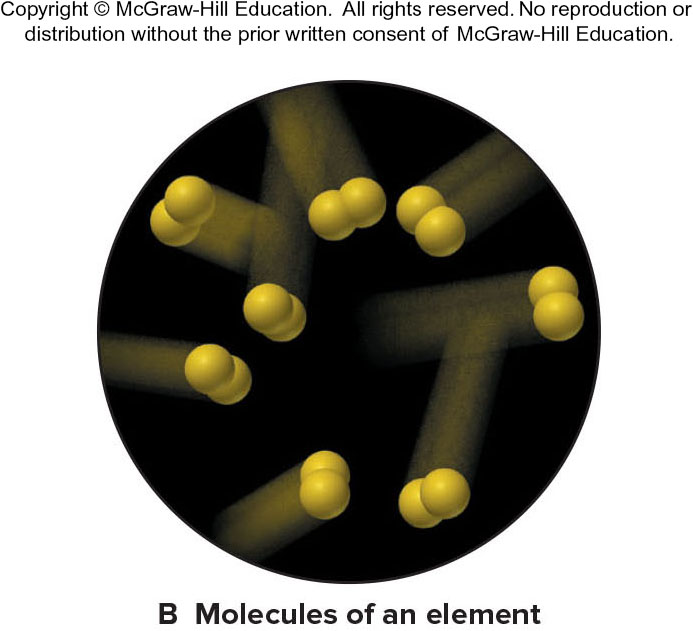 Copyright © McGraw-Hill Education. All rights reserved. No reproduction or
distribution without the prior written consent of McGraw-Hill Education.
B Molecules of an element